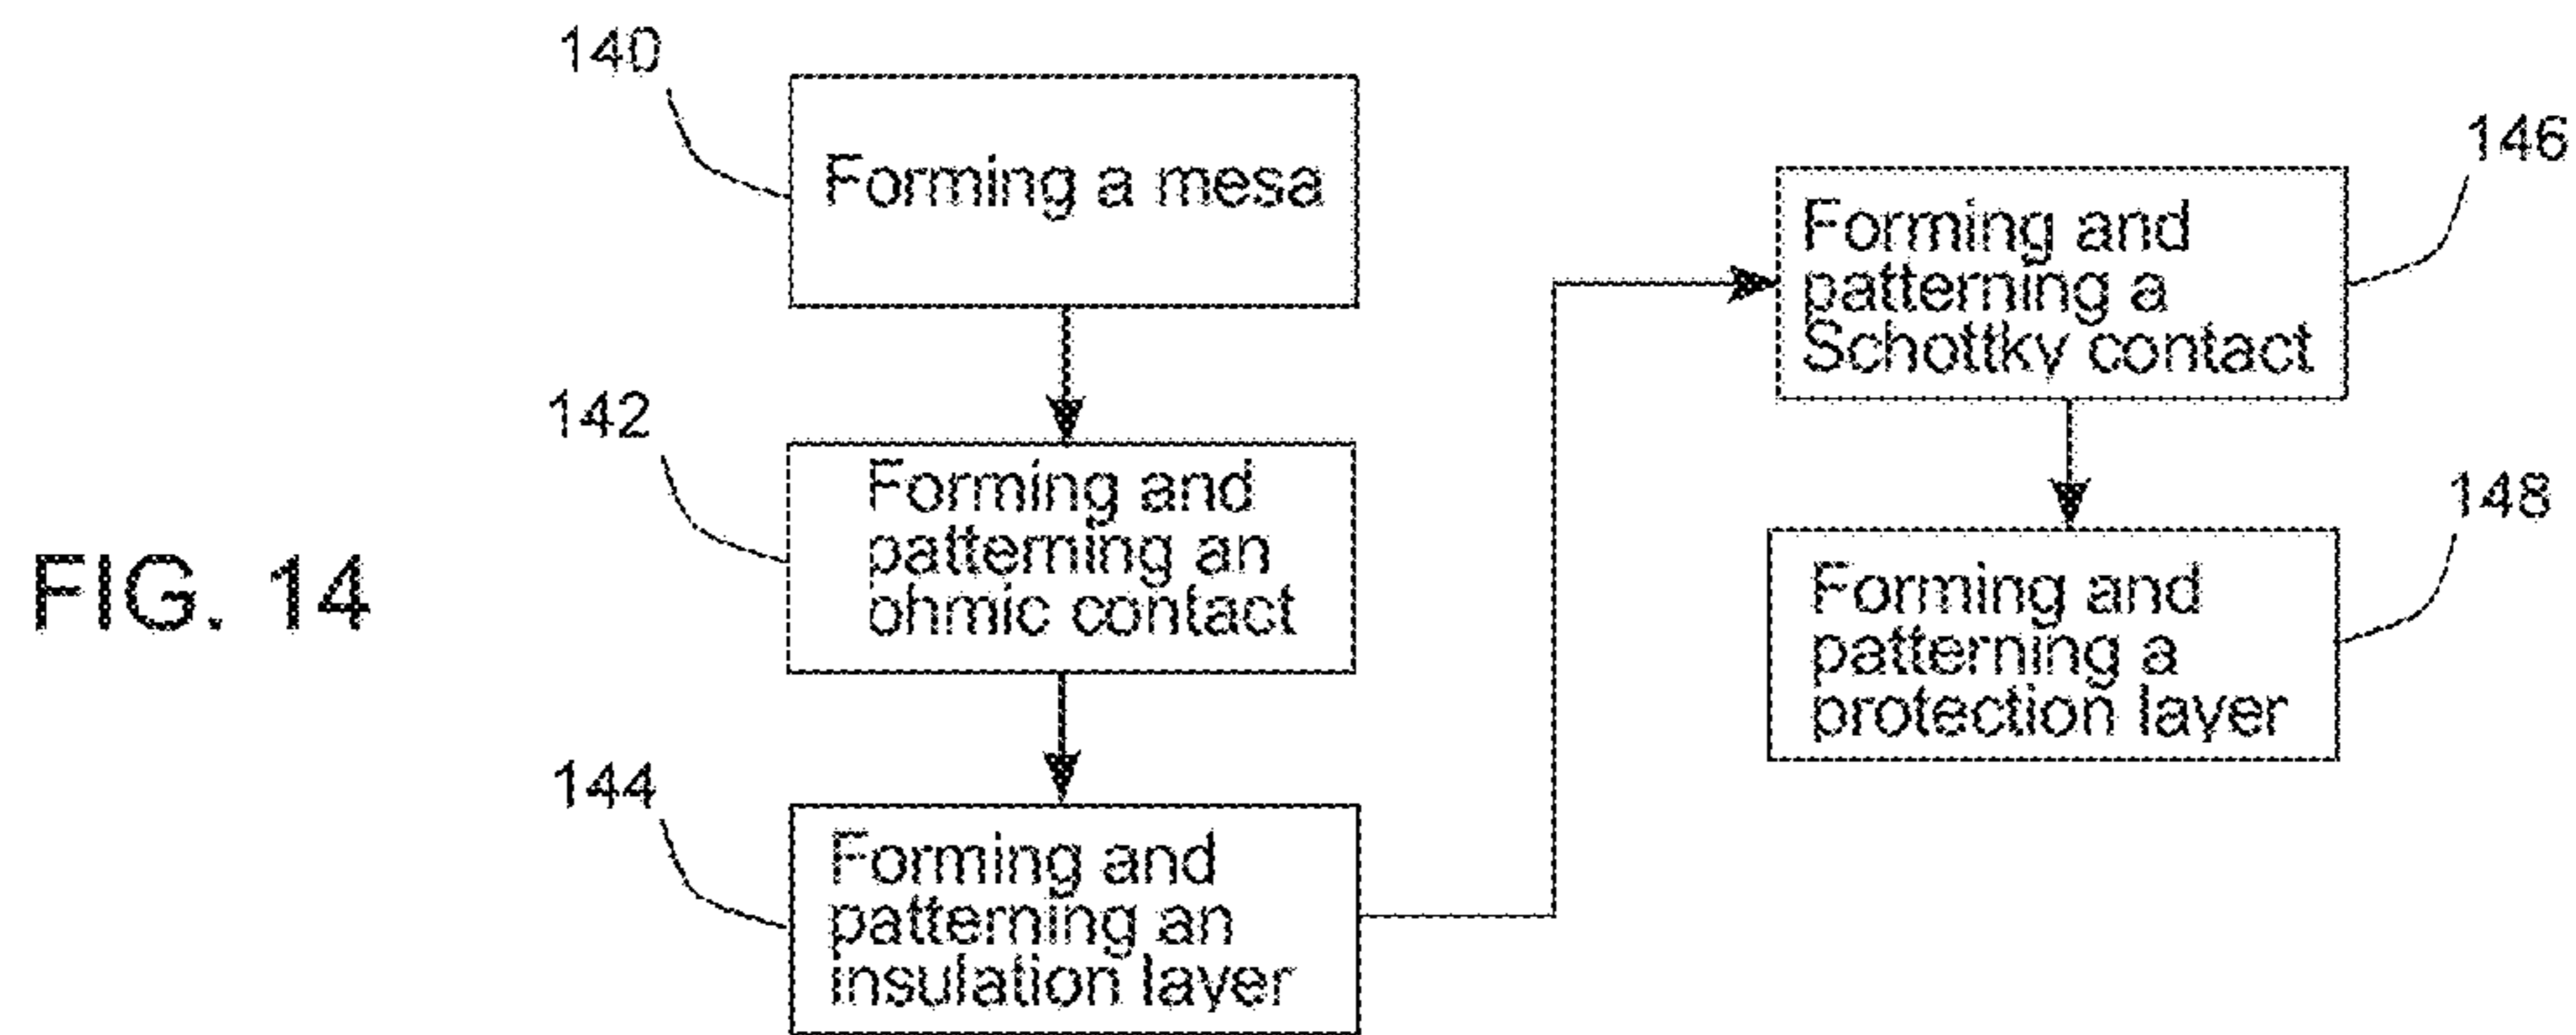 140
Forming a mesa
142
Forming and
patterning an
ohmic contact
144
Forming and
patterning an
insulation layer
146
Forming and
patterning a
Schottky contact
148
Forming and
patterning a
protection layer
FIG. 14